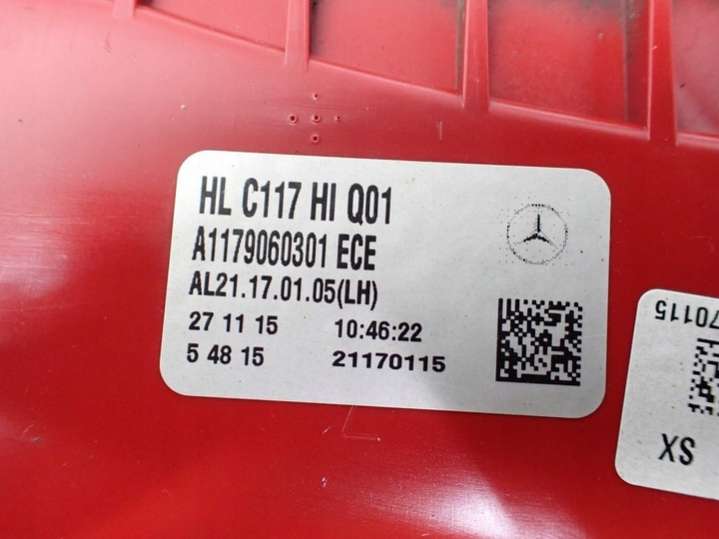 HL C117 HI Q01
A1179060301 ECE
AL21.17.01.05(LH)
27 11 15 10:46:22
5 48 15 21170115
70115
SX